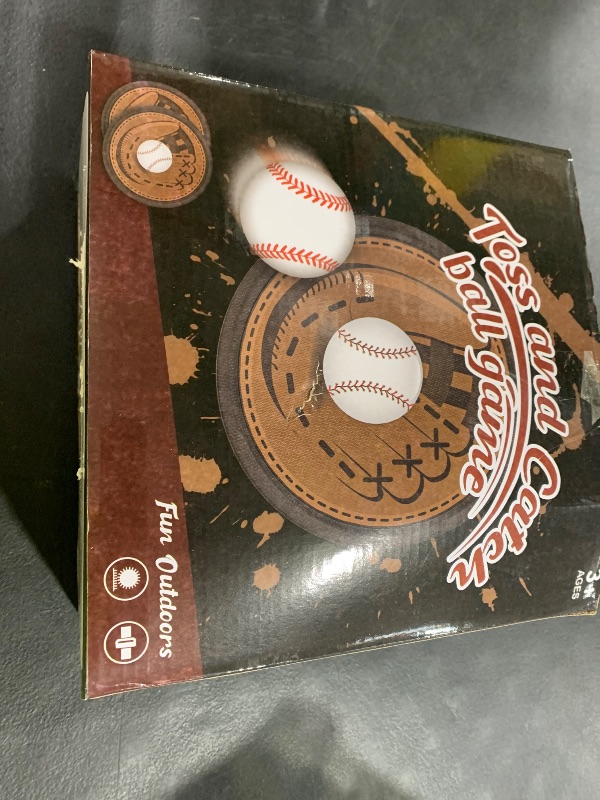 3+
AGES
Toss and Catch
ball game
Fun Outdoors